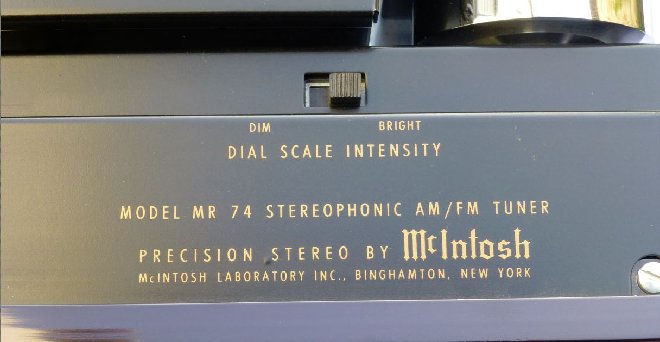 DIM BRIGHT
DIAL SCALE INTENSITY
MODEL MR 74 STEREOPHONIC AM/FM TUNER
PRECISION STEREO BY McIntosh
McINTOSH LABORATORY INC., BINGHAMTON, NEW YORK